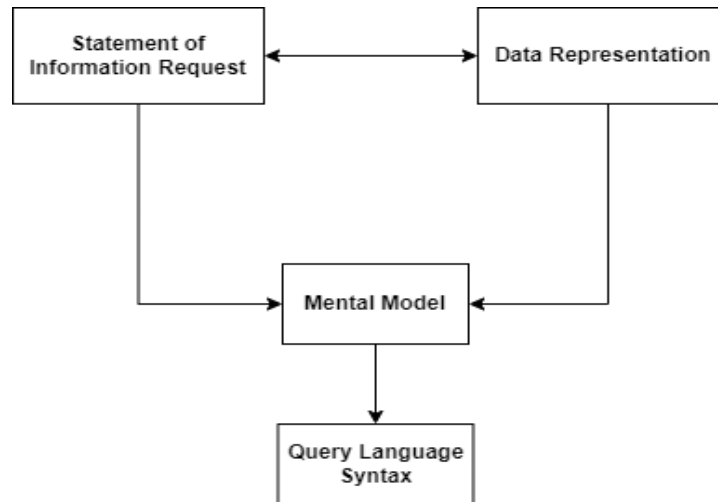 Statement of
Information Request
Data Representation
Mental Model
Query Language
Syntax